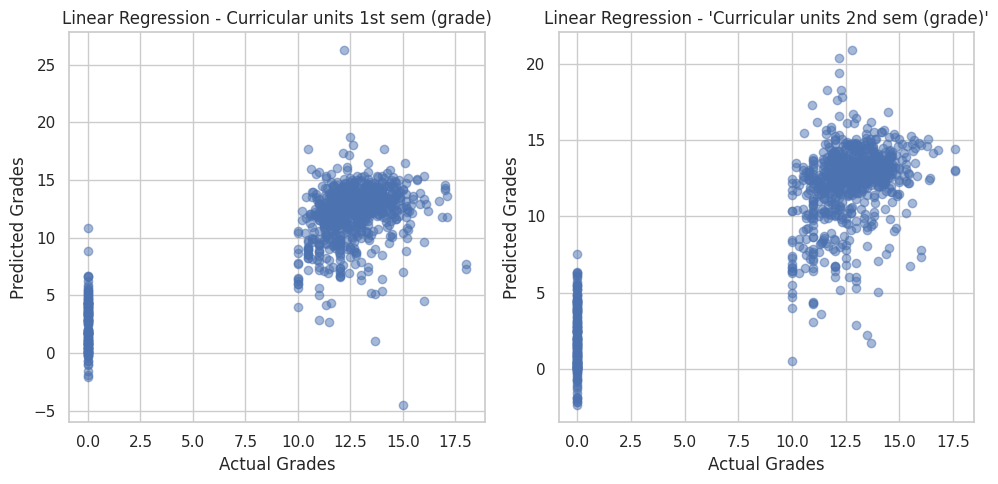 Linear Regression - Curricular units 1st sem (grade)
Predicted Grades
25
20
15
10
5
0
−5
0.0 2.5 5.0 7.5 10.0 12.5 15.0 17.5
Actual Grades
Linear Regression - 'Curricular units 2nd sem (grade)'
Predicted Grades
20
15
10
5
0
0.0 2.5 5.0 7.5 10.0 12.5 15.0 17.5
Actual Grades